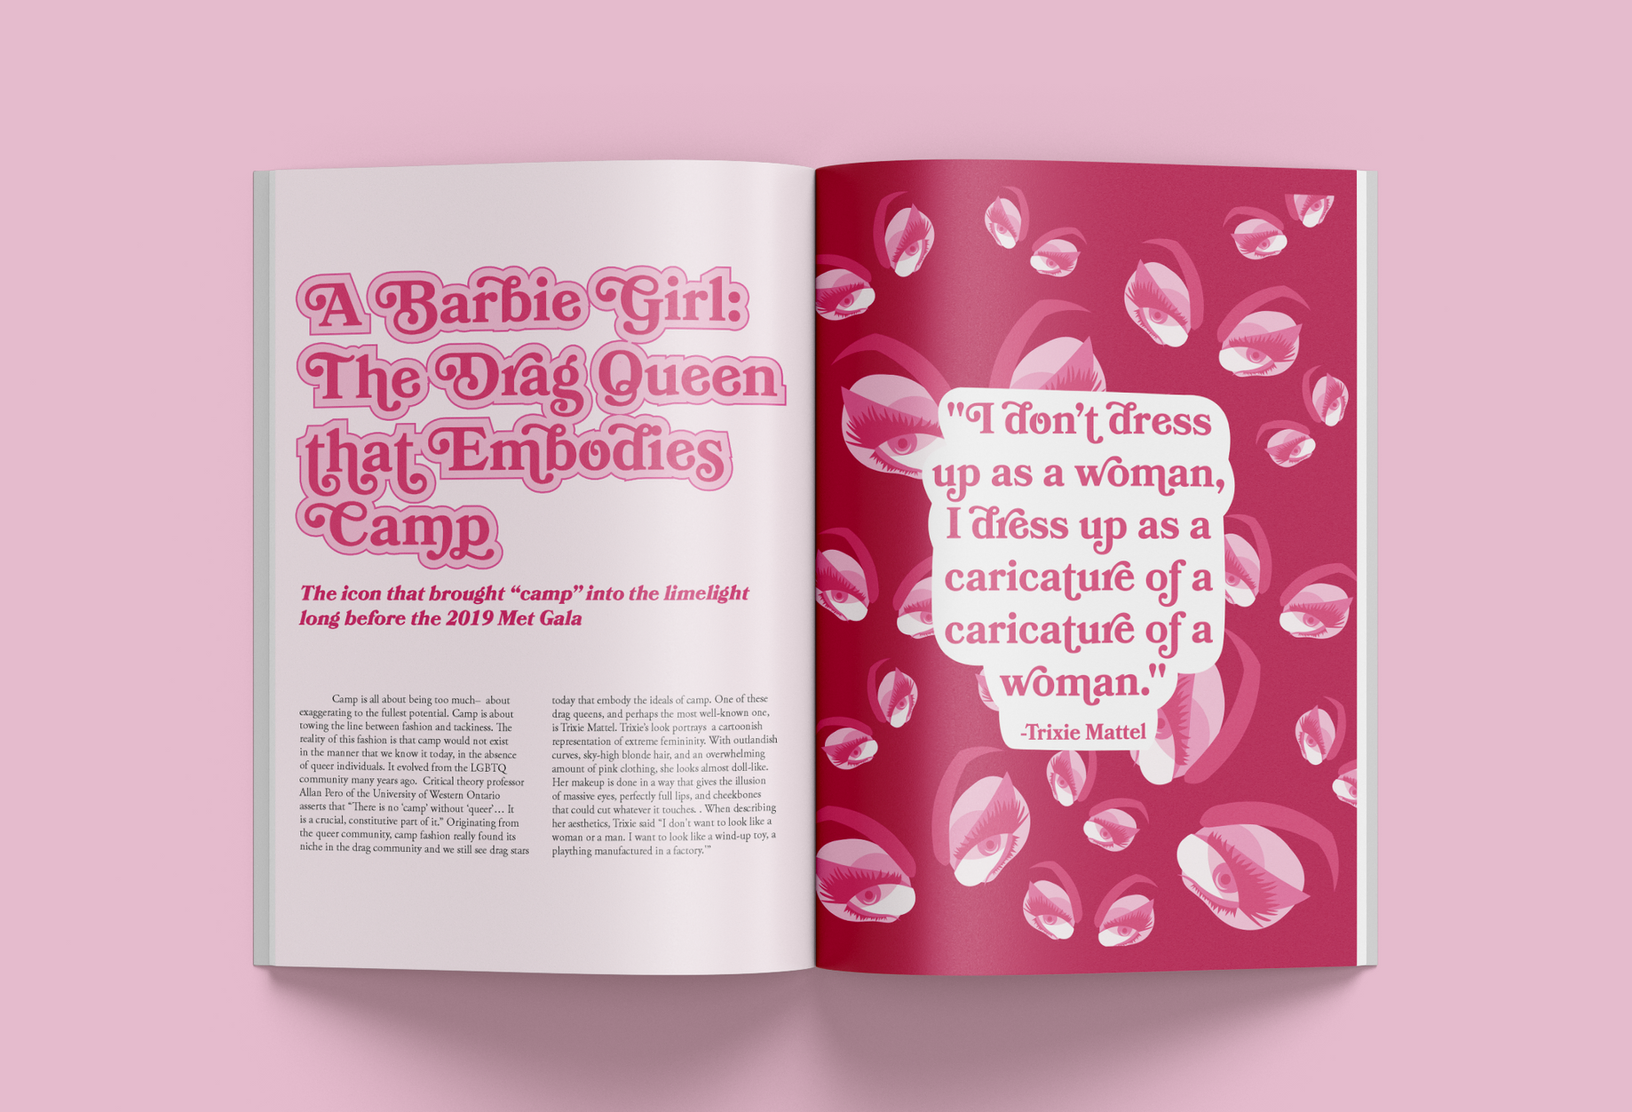 A Barbie Girl:
The Drag Queen
that Embodies
Camp
The icon that brought “camp” into the limelight
long before the 2019 Met Gala
Camp is all about being too much– about
exaggerating to the fullest potential. Camp is about
towing the line between fashion and tackiness. The
reality of this fashion is that camp would not exist
in the manner that we know it today, in the absence
of queer individuals. It evolved from the LGBTQ
community many years ago. Critical theory professor
Allan Pero of the University of Western Ontario
asserts that “There is no ‘camp’ without ‘queer’… It
is a crucial, constitutive part of it.” Originating from
the queer community, camp fashion really found its
niche in the drag community and we still see drag stars
today that embody the ideals of camp. One of these
drag queens, and perhaps the most well-known one,
is Trixie Mattel. Trixie’s look portrays a cartoonish
representation of extreme femininity. With outlandish
curves, sky-high blonde hair, and an overwhelming
amount of pink clothing, she looks almost doll-like.
Her makeup is done in a way that gives the illusion
of massive eyes, perfectly full lips, and cheekbones
that could cut whatever it touches. . When describing
her aesthetics, Trixie said “I don’t want to look like a
woman or a man. I want to look like a wind-up toy, a
plaything manufactured in a factory.’”
"I don’t dress
up as a woman,
I dress up as a
caricature of a
caricature of a
woman."
-Trixie Mattel